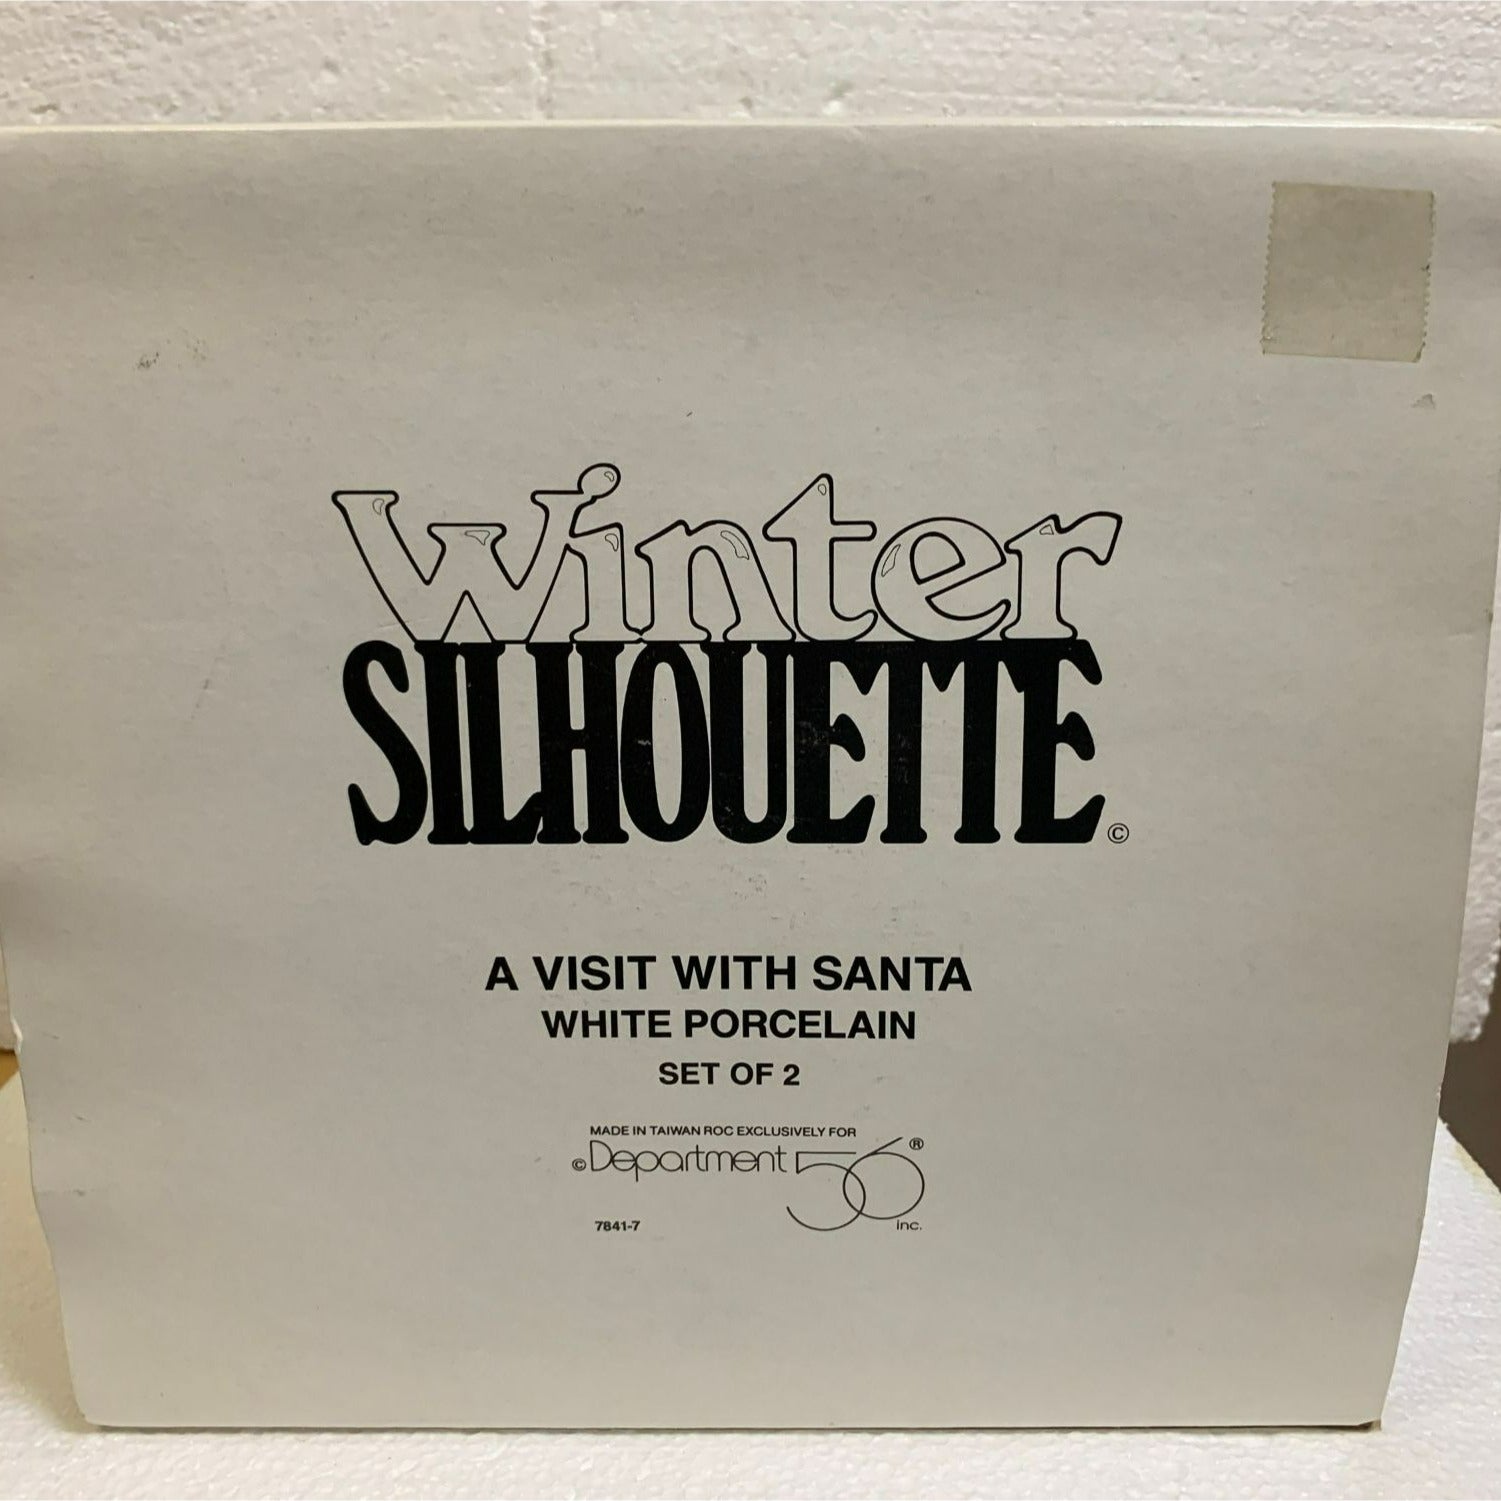 Winter
SILHOUETTE ©
A VISIT WITH SANTA
WHITE PORCELAIN
SET OF 2
MADE IN TAIWAN ROC EXCLUSIVELY FOR
© Department 56 ®
7841-7 inc.